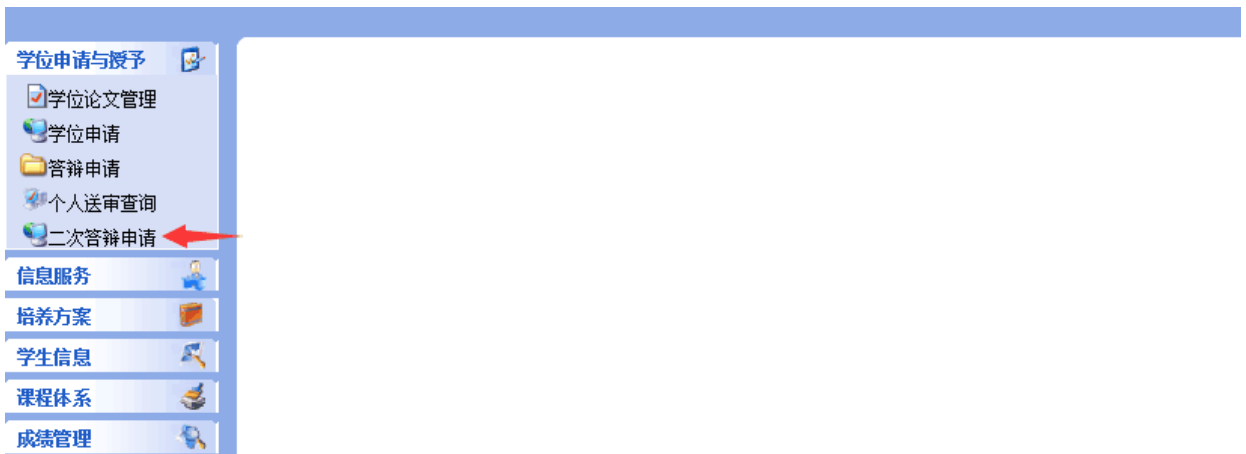 学位申请与授予
学位论文管理
学位申请
答辩申请
个人送审查询
二次答辩申请
信息服务
培养方案
学生信息
课程体系
成绩管理